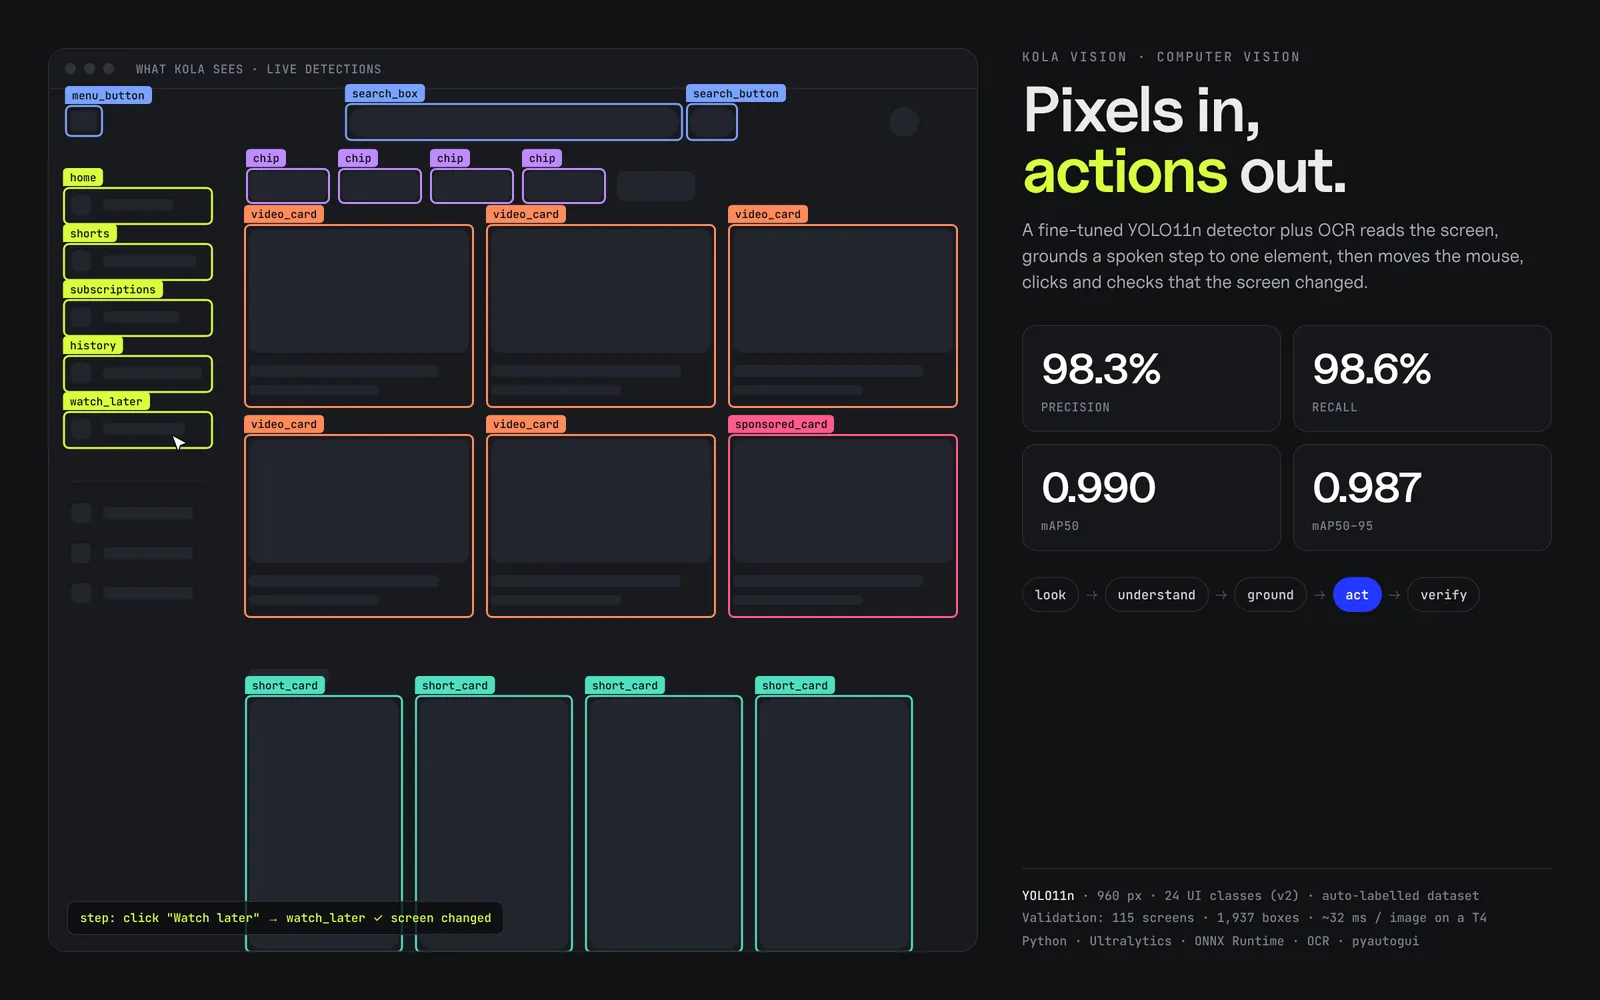 WHAT KOLA SEES · LIVE DETECTIONS
menu_button
search_box
search_button
chip
chip
chip
chip
home
shorts
subscriptions
history
watch_later
video_card
video_card
video_card
video_card
video_card
sponsored_card
short_card
short_card
short_card
short_card
step: click "Watch later" → watch_later ✓ screen changed
KOLA VISION · COMPUTER VISION
Pixels in,
actions out.
A fine-tuned YOLO11n detector plus OCR reads the screen,
grounds a spoken step to one element, then moves the mouse,
clicks and checks that the screen changed.
98.3%
PRECISION
98.6%
RECALL
0.990
mAP50
0.987
mAP50-95
look → understand → ground → act → verify
YOLO11n · 960 px · 24 UI classes (v2) · auto-labelled dataset
Validation: 115 screens · 1,937 boxes · ~32 ms / image on a T4
Python · Ultralytics · ONNX Runtime · OCR · pyautogui